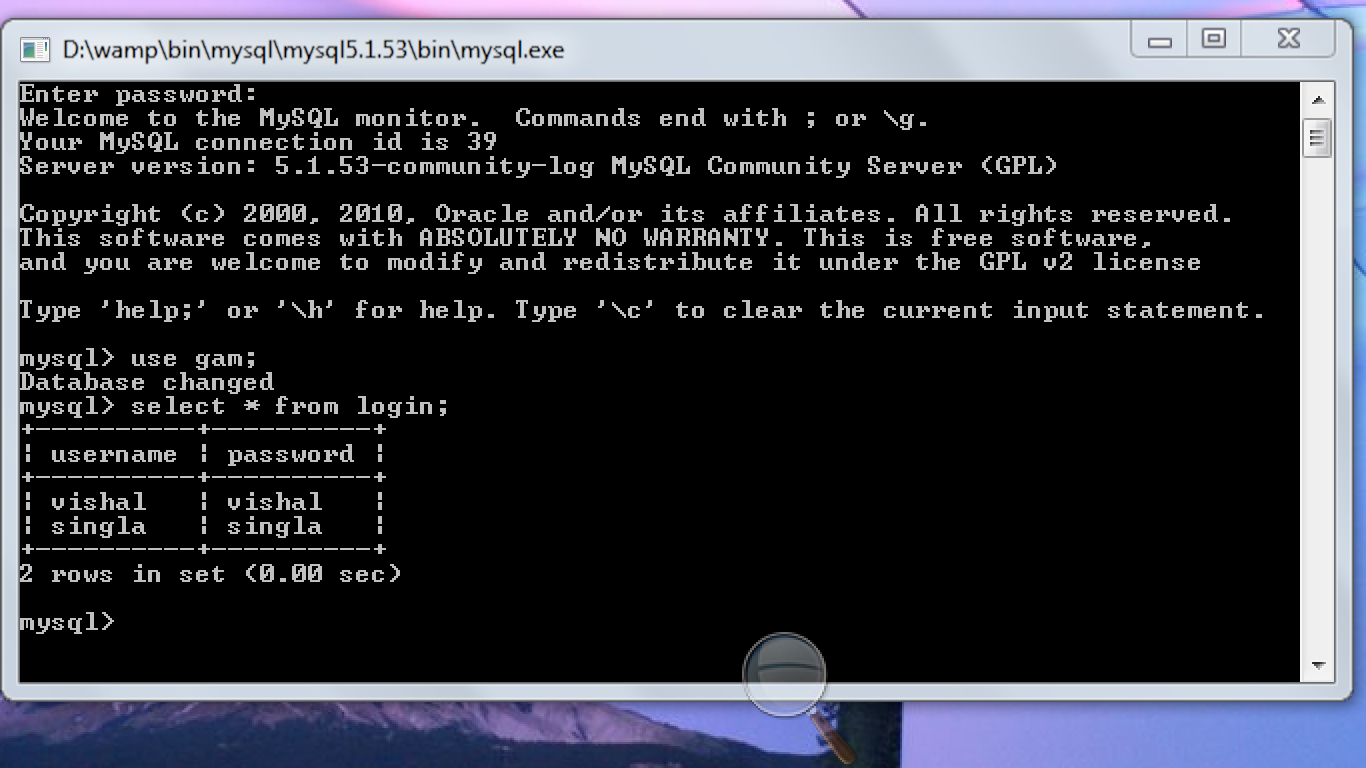 D:\wamp\bin\mysql\mysql5.1.53\bin\mysql.exe
Enter password:
Welcome to the MySQL monitor.  Commands end with ; or \g.
Your MySQL connection id is 39
Server version: 5.1.53-community-log MySQL Community Server (GPL)
Copyright (c) 2000, 2010, Oracle and/or its affiliates. All rights reserved.
This software comes with ABSOLUTELY NO WARRANTY. This is free software,
and you are welcome to modify and redistribute it under the GPL v2 license
Type 'help;' or '\h' for help. Type '\c' to clear the current input statement.
mysql> use gam;
Database changed
mysql> select * from login;
+----------+----------+
| username | password |
+----------+----------+
| vishal   | vishal   |
| singla   | singla   |
+----------+----------+
2 rows in set (0.00 sec)
mysql>